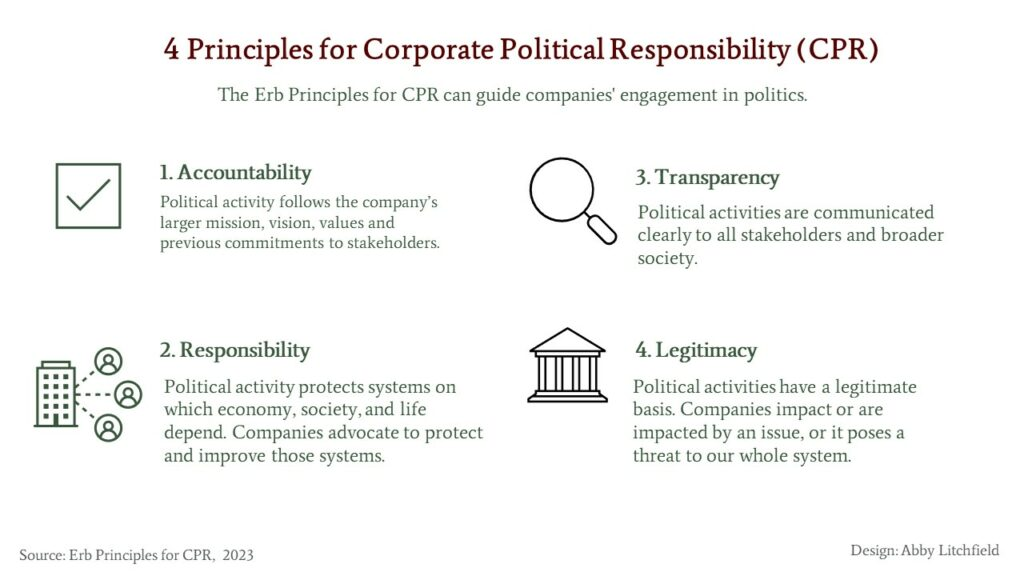 4 Principles for Corporate Political Responsibility (CPR)
The Erb Principles for CPR can guide companies' engagement in politics.
1. Accountability
Political activity follows the company's
larger mission, vision, values and
previous commitments to stakeholders.
2. Responsibility
Political activity protects systems on
which economy, society, and life
depend. Companies advocate to protect
and improve those systems.
3. Transparency
Political activities are communicated
clearly to all stakeholders and broader
society.
4. Legitimacy
Political activities have a legitimate
basis. Companies impact or are
impacted by an issue, or it poses a
threat to our whole system.
Source: Erb Principles for CPR, 2023
Design: Abby Litchfield